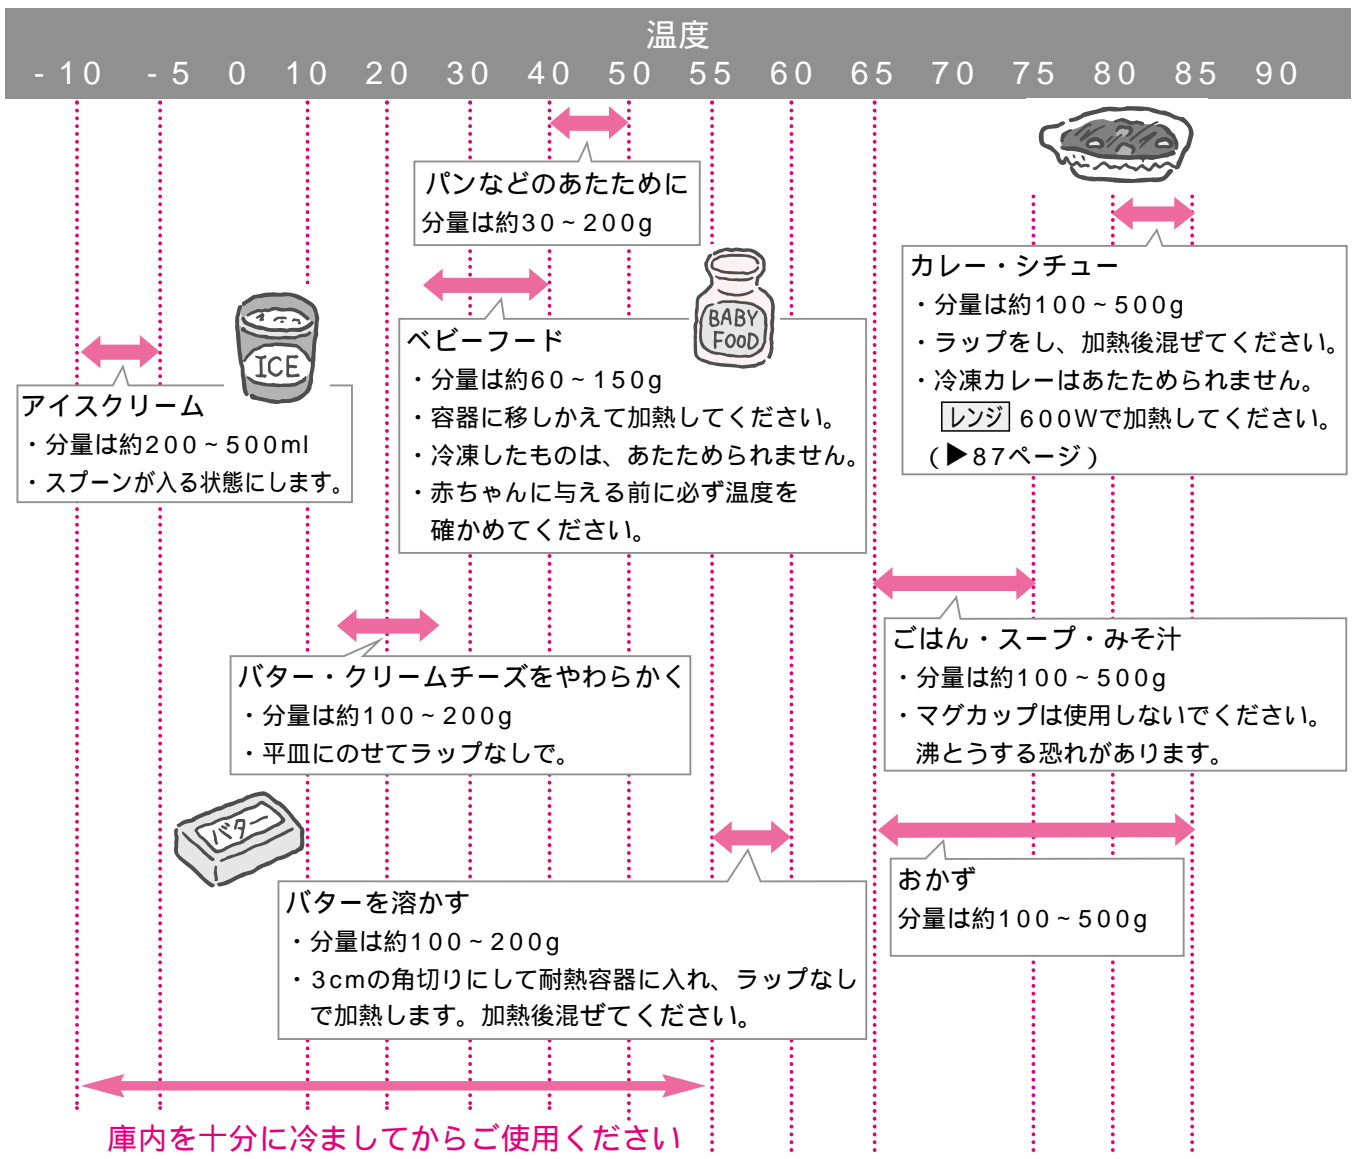 温度
-10 -5 0 10 20 30 40 50 55 60 65 70 75 80 85 90
パンなどのあたために
分量は約30~200g
カレー・シチュー
・分量は約100~500g
・ラップをし、加熱後混ぜてください。
・冷凍カレーはあたためられません。
レンジ 600Wで加熱してください。
(▶87ページ)
BABY
FOOD
ベビーフード
・分量は約60~150g
・容器に移しかえて加熱してください。
・冷凍したものは、あたためられません。
・赤ちゃんに与える前に必ず温度を
確かめてください。
ICE
アイスクリーム
・分量は約200~500ml
・スプーンが入る状態にします。
ごはん・スープ・みそ汁
・分量は約100~500g
・マグカップは使用しないでください。
沸とうする恐れがあります。
バター・クリームチーズをやわらかく
・分量は約100~200g
・平皿にのせてラップなしで。
バター
バターを溶かす
・分量は約100~200g
・3cmの角切りにして耐熱容器に入れ、ラップなし
で加熱します。加熱後混ぜてください。
おかず
分量は約100~500g
庫内を十分に冷ましてからご使用ください